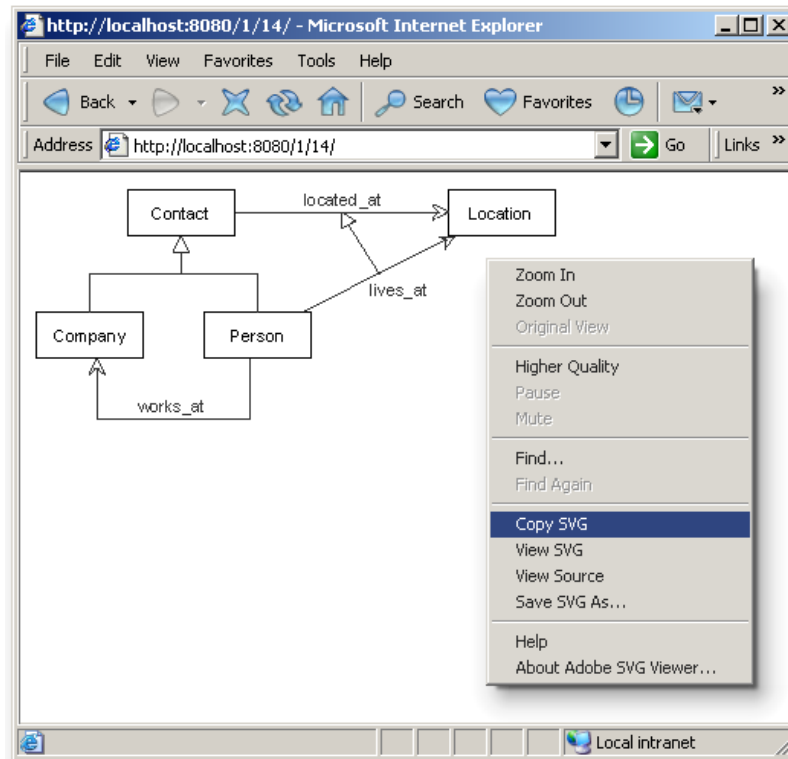 http://localhost:8080/1/14/ - Microsoft Internet Explorer
File Edit View Favorites Tools Help
Back Search Favorites »
Address http://localhost:8080/1/14/ Go Links »
located_at
Contact Location
lives_at
Company Person
works_at
Zoom In
Zoom Out
Original View
Higher Quality
Pause
Mute
Find...
Find Again
Copy SVG
View SVG
View Source
Save SVG As...
Help
About Adobe SVG Viewer...
Local intranet